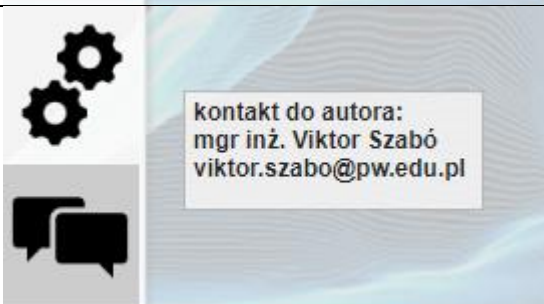 kontakt do autora:
mgr inż. Viktor Szabó
viktor.szabo@pw.edu.pl